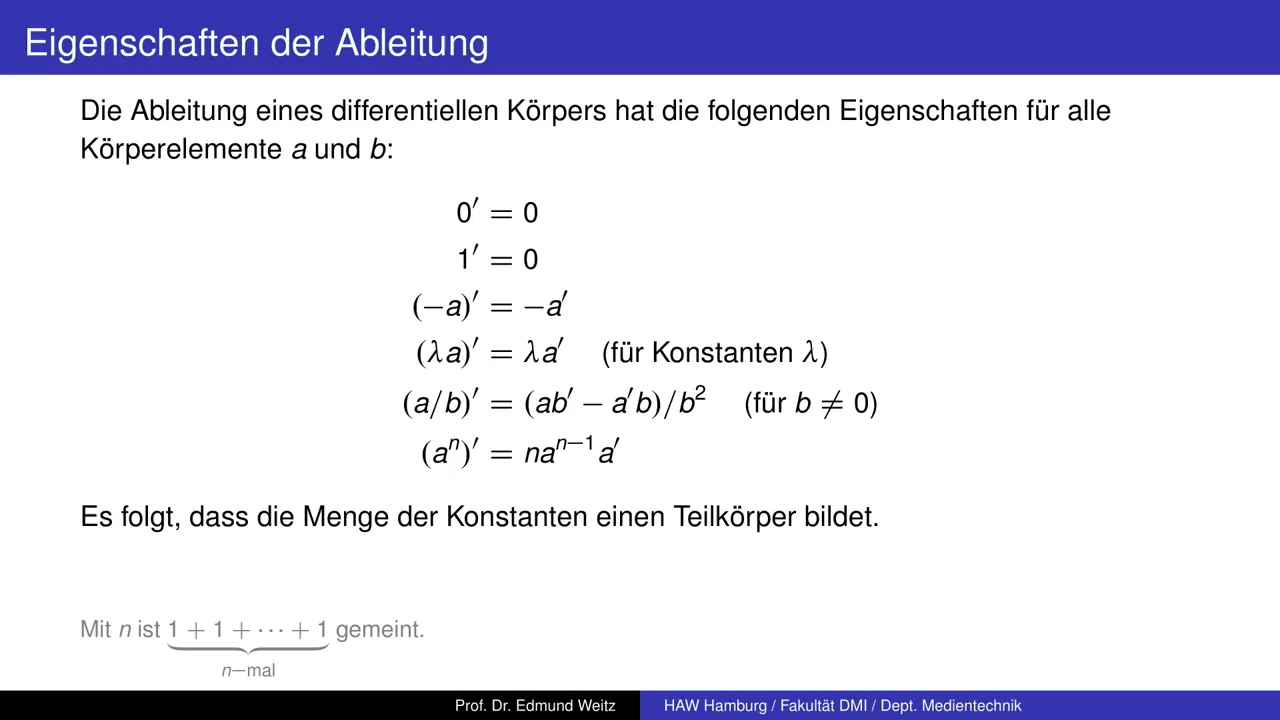 Eigenschaften der Ableitung
Die Ableitung eines differentiellen Körpers hat die folgenden Eigenschaften für alle
Körperelemente a und b:
0′ = 0
1′ = 0
(−a)′ = −a′
(λa)′ = λa′ (für Konstanten λ)
(a/b)′ = (ab′ − a′b)/b² (für b ≠ 0)
(aⁿ)′ = naⁿ⁻¹a′
Es folgt, dass die Menge der Konstanten einen Teilkörper bildet.
Mit n ist 1 + 1 + ⋯ + 1 gemeint.
n−mal
Prof. Dr. Edmund Weitz HAW Hamburg / Fakultät DMI / Dept. Medientechnik